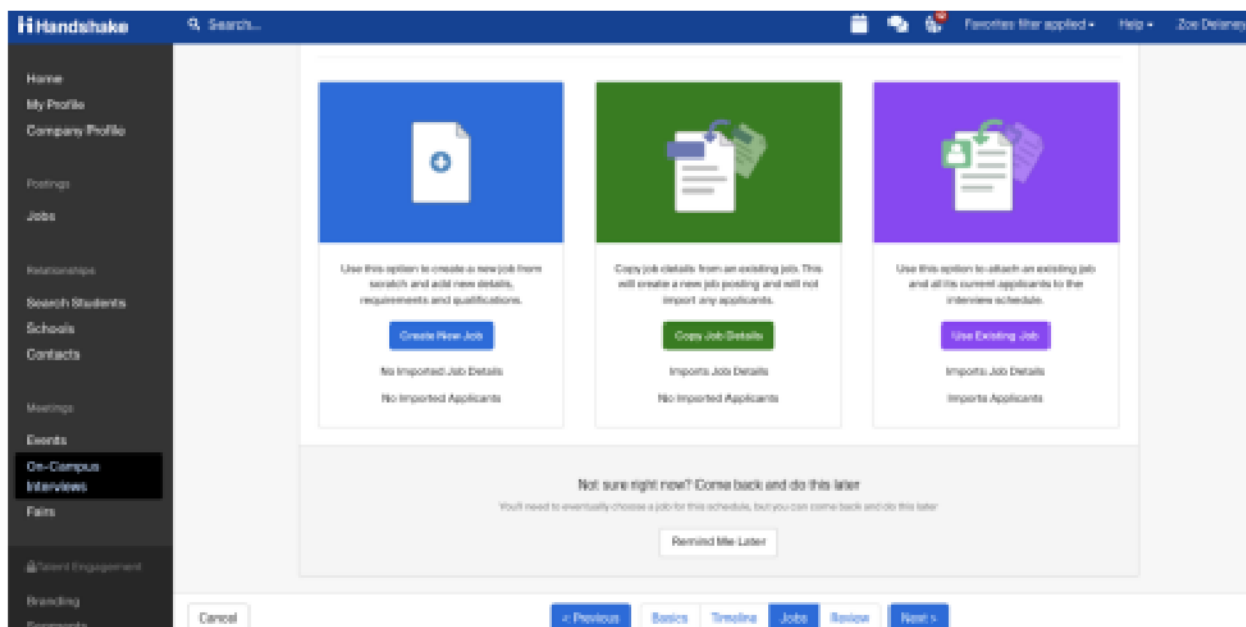 Handshake
Search...
Favorites filter applied
Help
Zoe Delaney
Home
My Profile
Company Profile
Postings
Jobs
Relationships
Search Students
Schools
Contacts
Meetings
Events
On-Campus
Interviews
Fairs
Talent Engagement
Branding
Segments
Use this option to create a new job from
scratch and add new details,
requirements and qualifications.
Create New Job
No Imported Job Details
No Imported Applicants
Copy job details from an existing job. This
will create a new job posting and will not
import any applicants.
Copy Job Details
Imports Job Details
No Imported Applicants
Use this option to attach an existing job
and all its current applicants to the
interview schedule.
Use Existing Job
Imports Job Details
Imports Applicants
Not sure right now? Come back and do this later
You'll need to eventually choose a job for this schedule, but you can come back and do this later
Remind Me Later
Cancel
< Previous
Basics
Timeline
Jobs
Review
Next >